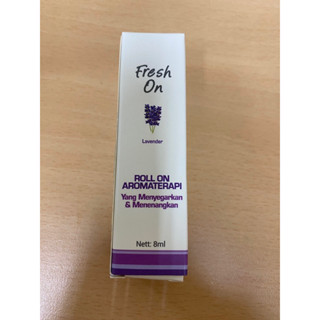 Fresh
On
Lavender
ROLL ON
AROMATERAPI
Yang Menyegarkan
& Menenangkan
Nett: 8ml